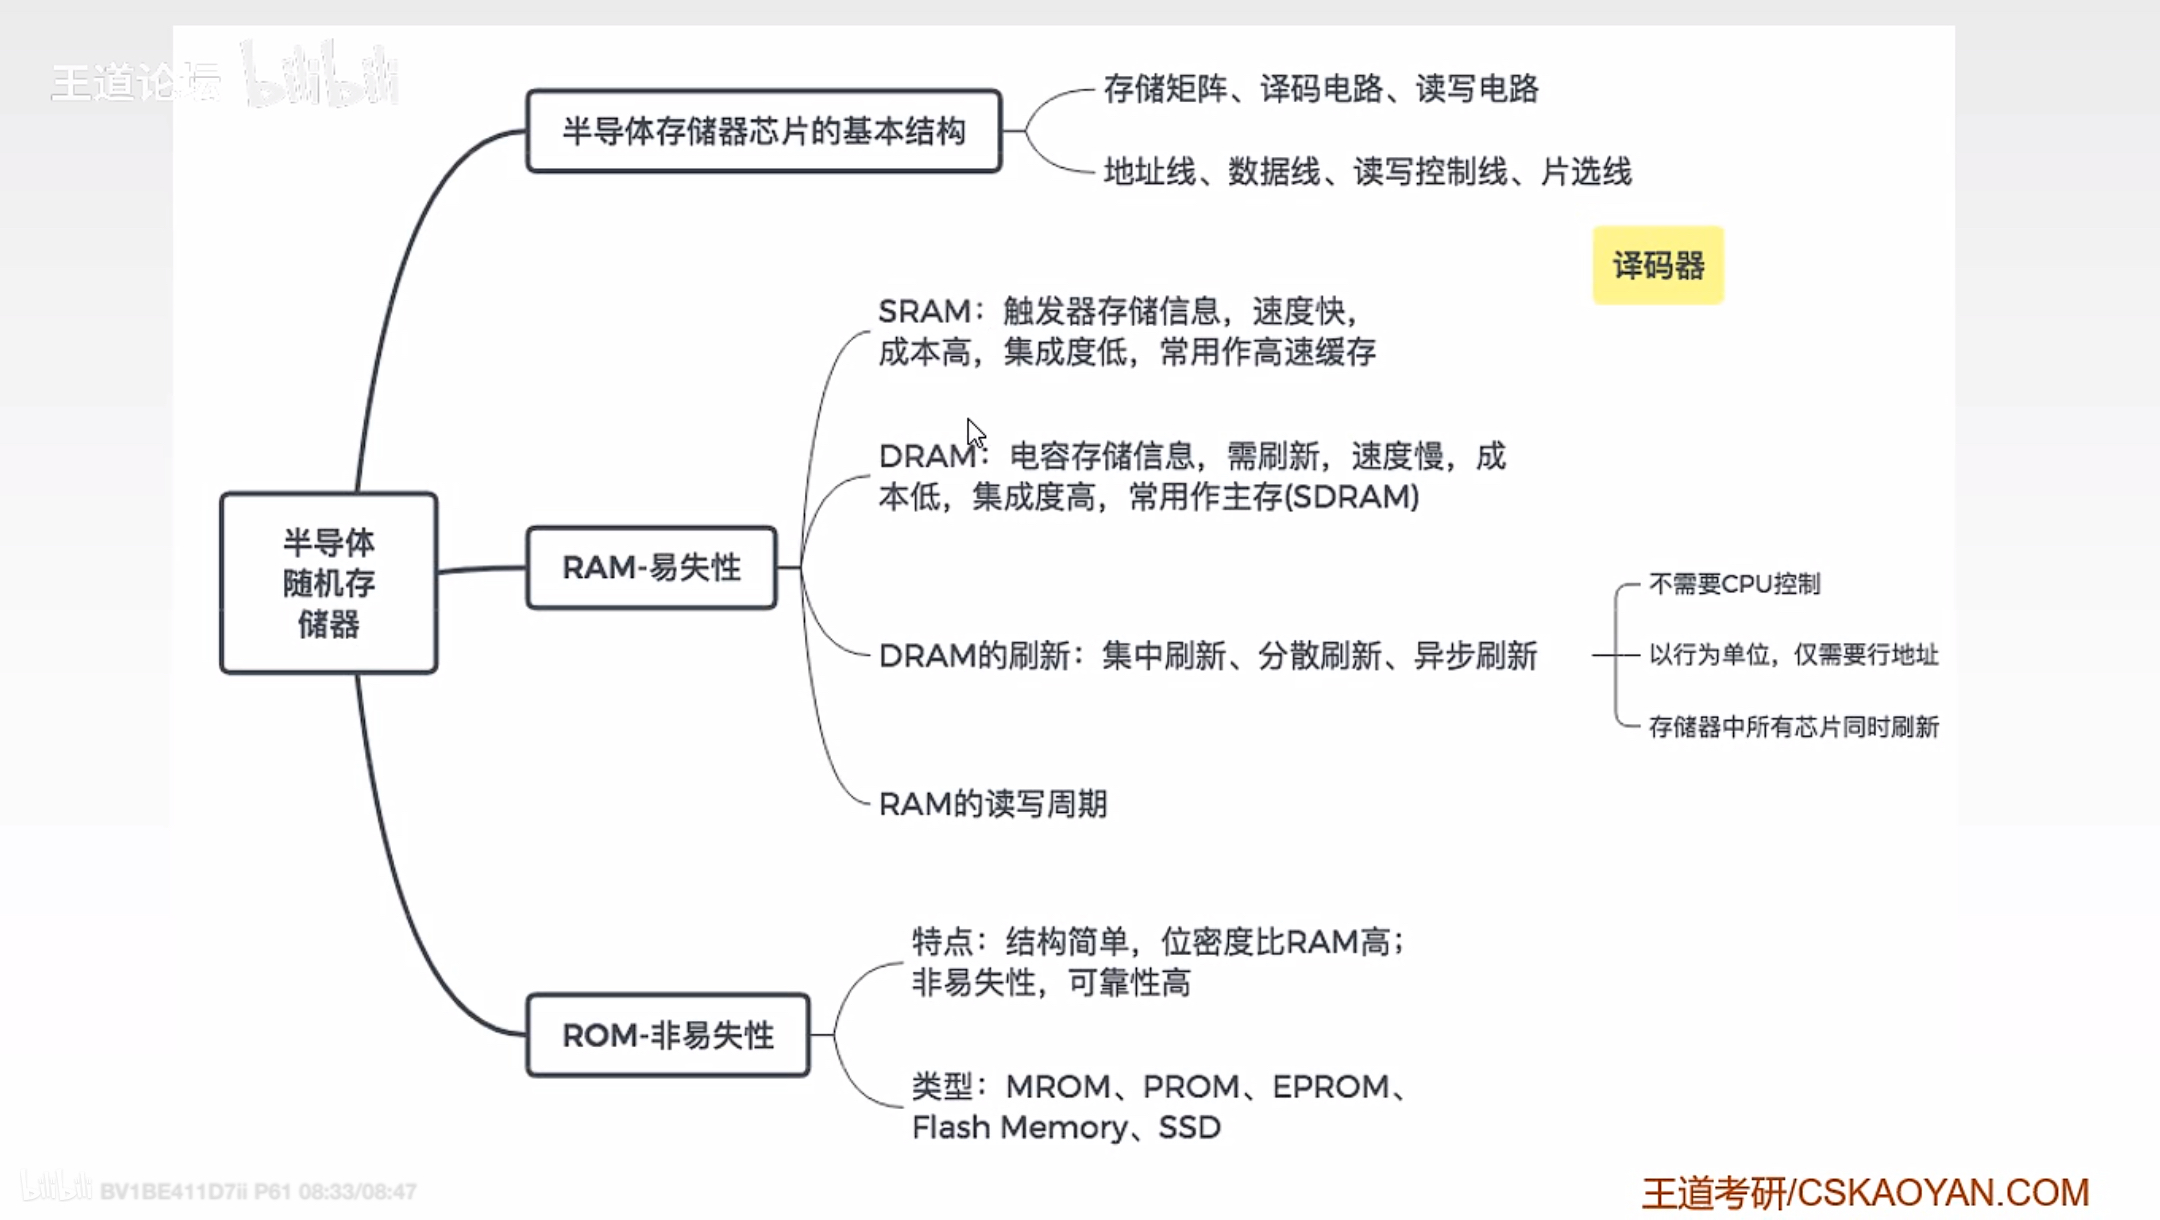 王道论坛 bilibili
半导体存储器芯片的基本结构
存储矩阵、译码电路、读写电路
地址线、数据线、读写控制线、片选线
译码器
半导体
随机存
储器
RAM-易失性
SRAM：触发器存储信息，速度快，
成本高，集成度低，常用作高速缓存
DRAM：电容存储信息，需刷新，速度慢，成
本低，集成度高，常用作主存(SDRAM)
DRAM的刷新：集中刷新、分散刷新、异步刷新
不需要CPU控制
以行为单位，仅需要行地址
存储器中所有芯片同时刷新
RAM的读写周期
ROM-非易失性
特点：结构简单，位密度比RAM高；
非易失性，可靠性高
类型：MROM、PROM、EPROM、
Flash Memory、SSD
bilibili BV1BE411D7ii P61 08:33/08:47
王道考研/CSKAOYAN.COM